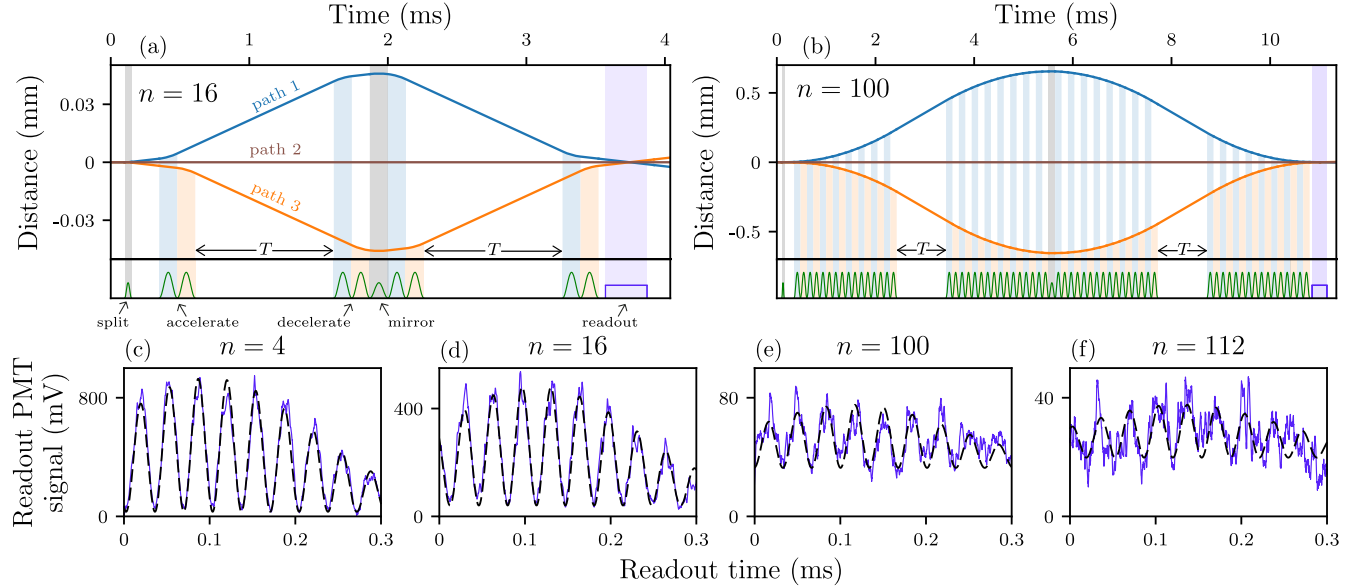 Time (ms)
0 1 2 3 4
(a)
n = 16
Distance (mm)
0.03
0
-0.03
path 1
path 2
path 3
T
T
split
accelerate
decelerate
mirror
readout
Time (ms)
0 2 4 6 8 10
(b)
n = 100
Distance (mm)
0.5
0
-0.5
T
T
(c) n = 4
(d) n = 16
(e) n = 100
(f) n = 112
Readout PMT
signal (mV)
800
0
400
0
80
0
40
0
0 0.1 0.2 0.3
0 0.1 0.2 0.3
0 0.1 0.2 0.3
0 0.1 0.2 0.3
Readout time (ms)